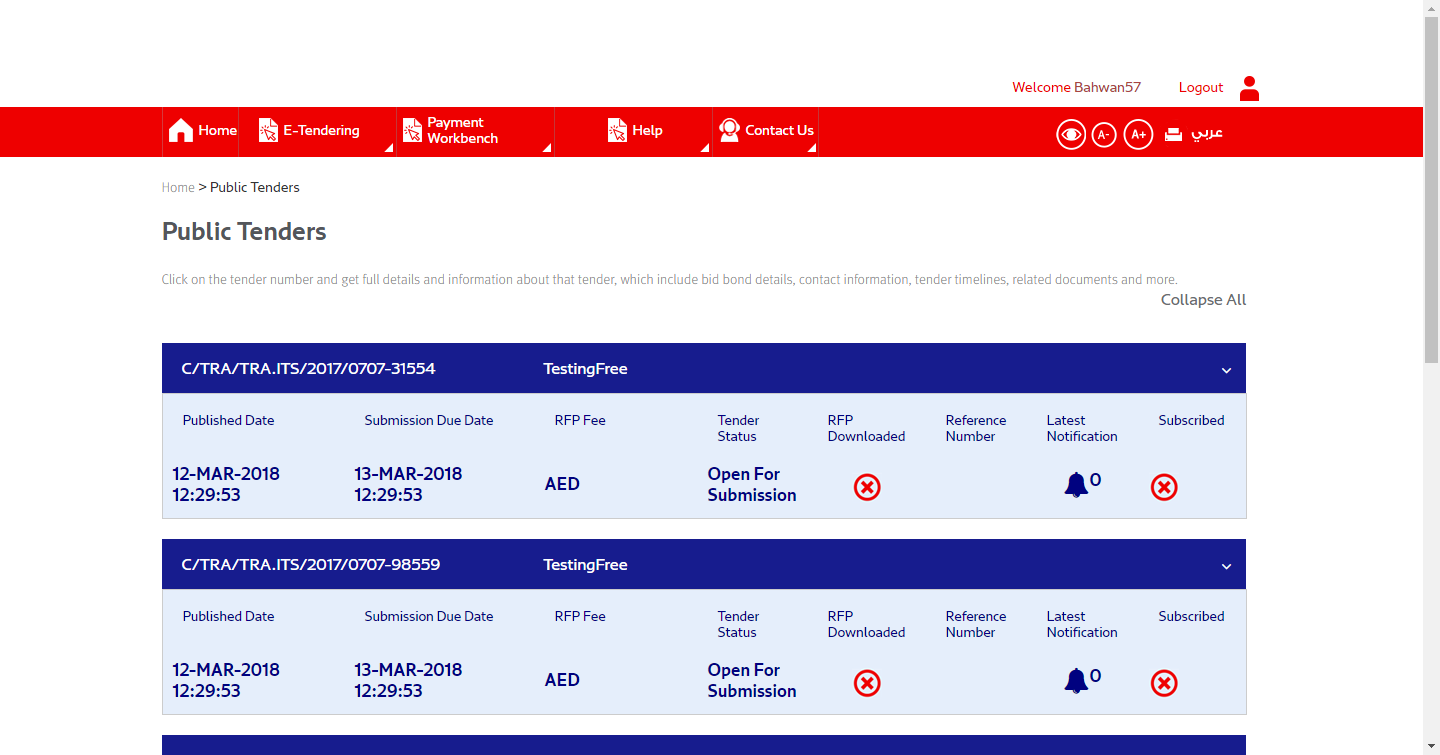 Welcome Bahwan57 Logout
Home E-Tendering Payment Workbench Help Contact Us A- A+ عربي
Home > Public Tenders
Public Tenders
Click on the tender number and get full details and information about that tender, which include bid bond details, contact information, tender timelines, related documents and more.
Collapse All
C/TRA/TRA.ITS/2017/0707-31554 TestingFree
Published Date Submission Due Date RFP Fee Tender Status RFP Downloaded Reference Number Latest Notification Subscribed
12-MAR-2018 12:29:53 13-MAR-2018 12:29:53 AED Open For Submission 0
C/TRA/TRA.ITS/2017/0707-98559 TestingFree
Published Date Submission Due Date RFP Fee Tender Status RFP Downloaded Reference Number Latest Notification Subscribed
12-MAR-2018 12:29:53 13-MAR-2018 12:29:53 AED Open For Submission 0